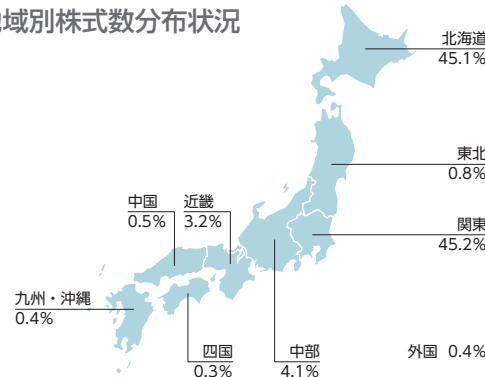 地域別株式数分布状況
北海道
45.1%
東北
0.8%
中国
0.5%
近畿
3.2%
関東
45.2%
九州・沖縄
0.4%
四国
0.3%
中部
4.1%
外国 0.4%